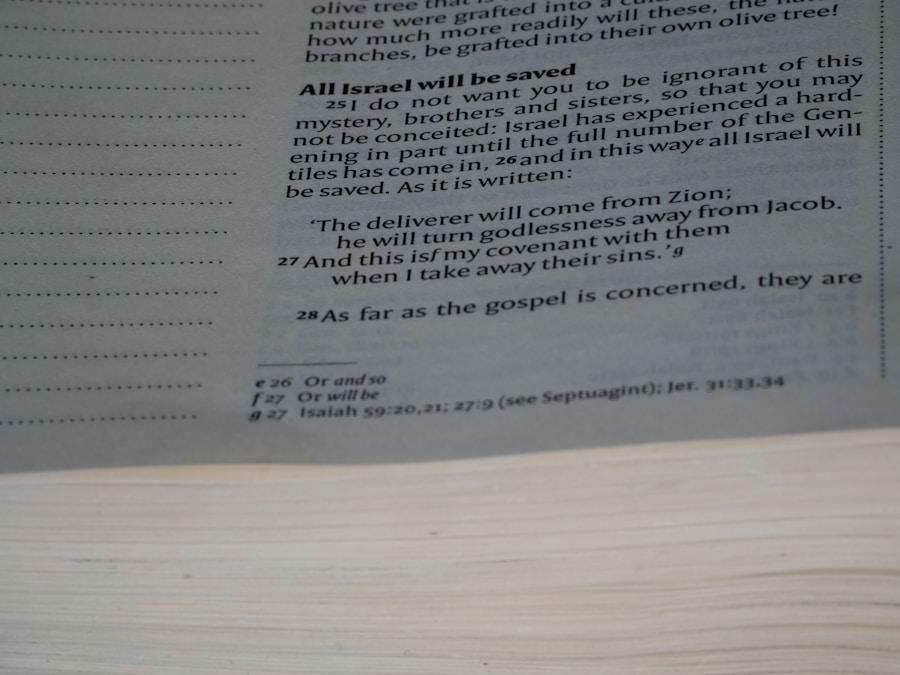 olive tree that is
nature were grafted into a
how much more readily will these, the
branches, be grafted into their own olive tree!
All Israel will be saved
25 I do not want you to be ignorant of this
mystery, brothers and sisters, so that you may
not be conceited: Israel has experienced a hard-
ening in part until the full number of the Gen-
tiles has come in, 26 and in this way e all Israel will
be saved. As it is written:
‘The deliverer will come from Zion;
he will turn godlessness away from Jacob.
27 And this is f my covenant with them
when I take away their sins.’ g
28 As far as the gospel is concerned, they are
e 26 Or and so
f 27 Or will be
g 27 Isaiah 59:20,21; 27:9 (see Septuagint); Jer. 31:33,34